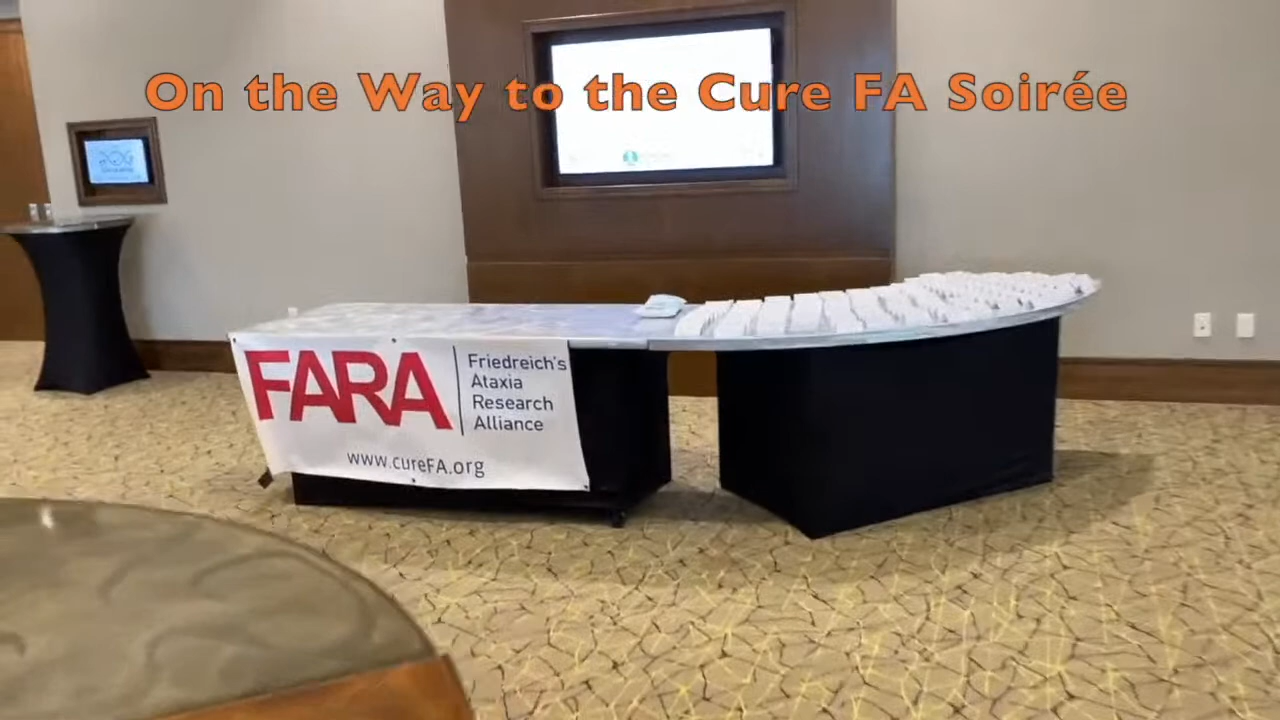 On the Way to the Cure FA Soirée
FARA
Friedreich's
Ataxia
Research
Alliance
www.cureFA.org